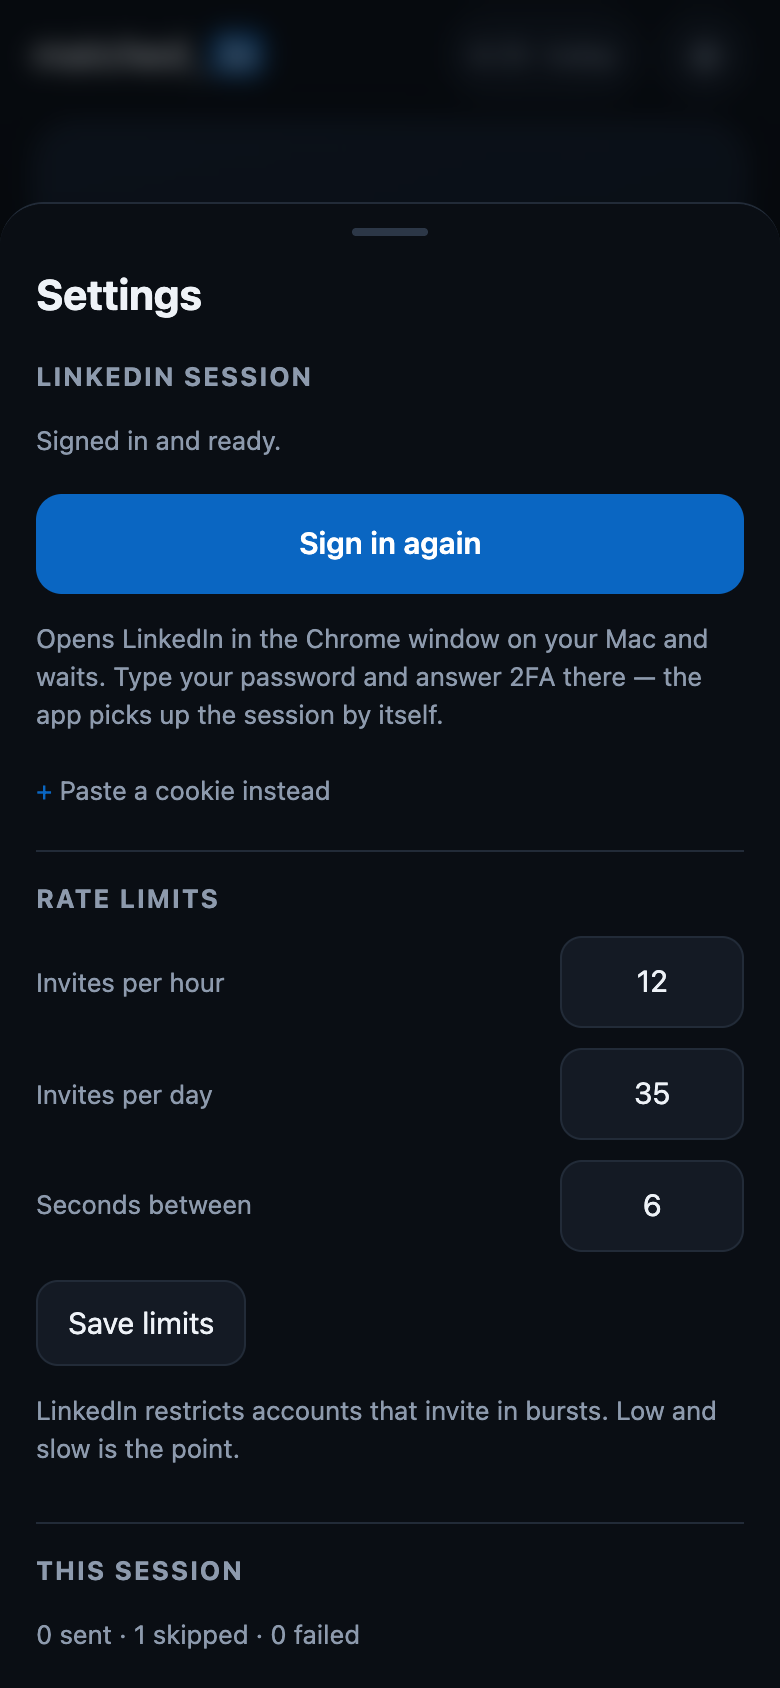 Settings
LINKEDIN SESSION
Signed in and ready.
Sign in again
Opens LinkedIn in the Chrome window on your Mac and
waits. Type your password and answer 2FA there — the
app picks up the session by itself.
+ Paste a cookie instead
RATE LIMITS
Invites per hour 12
Invites per day 35
Seconds between 6
Save limits
LinkedIn restricts accounts that invite in bursts. Low and
slow is the point.
THIS SESSION
0 sent · 1 skipped · 0 failed